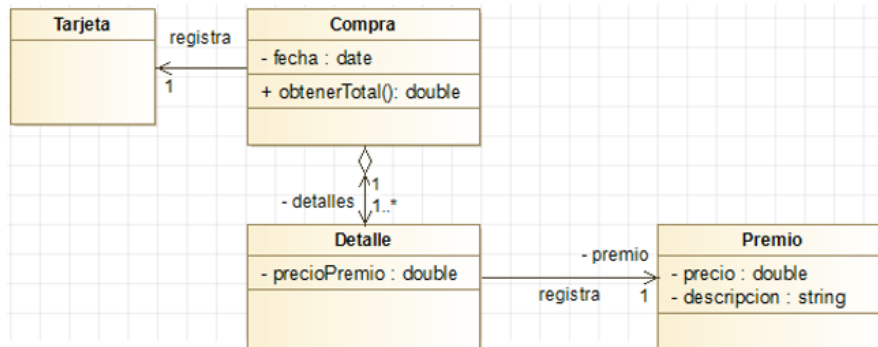 Tarjeta
registra
1
Compra
- fecha : date
+ obtenerTotal(): double
1
- detalles
1..*
Detalle
- precioPremio : double
- premio
registra
1
Premio
- precio : double
- descripcion : string